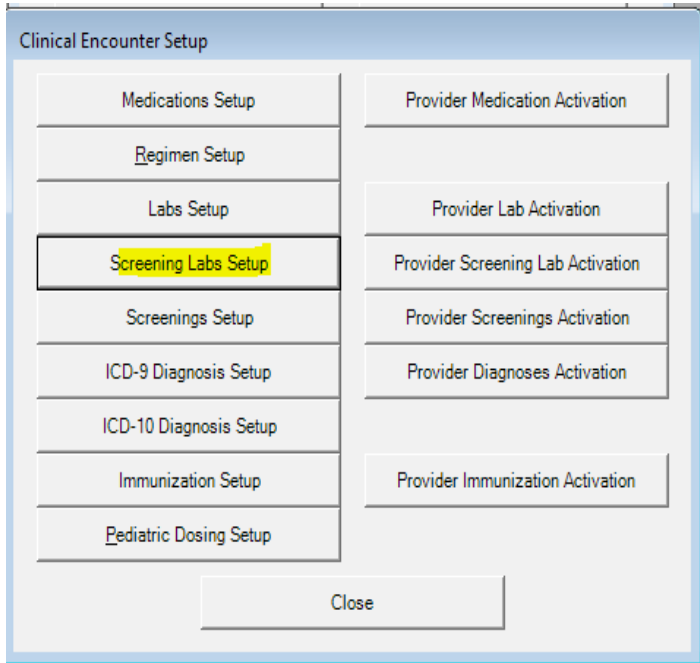 Clinical Encounter Setup
Medications Setup
Provider Medication Activation
Regimen Setup
Labs Setup
Provider Lab Activation
Screening Labs Setup
Provider Screening Lab Activation
Screenings Setup
Provider Screenings Activation
ICD-9 Diagnosis Setup
Provider Diagnoses Activation
ICD-10 Diagnosis Setup
Immunization Setup
Provider Immunization Activation
Pediatric Dosing Setup
Close